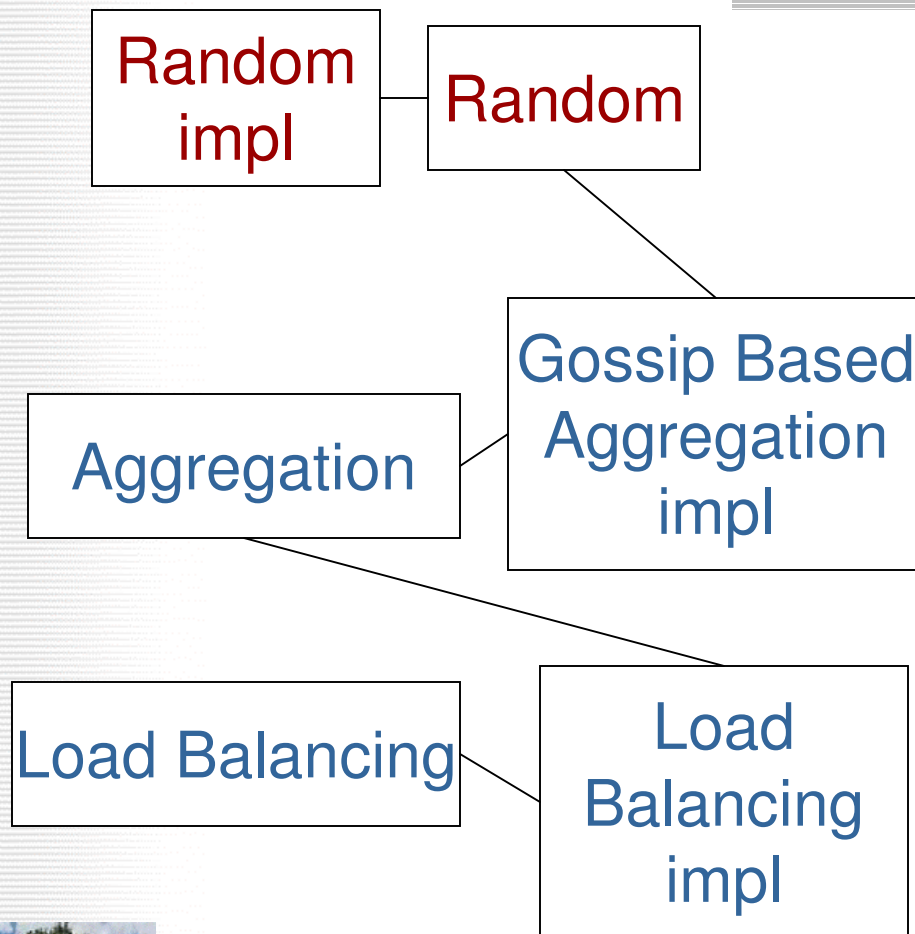 Random
impl
Random
Gossip Based
Aggregation
impl
Aggregation
Load Balancing
Load
Balancing
impl